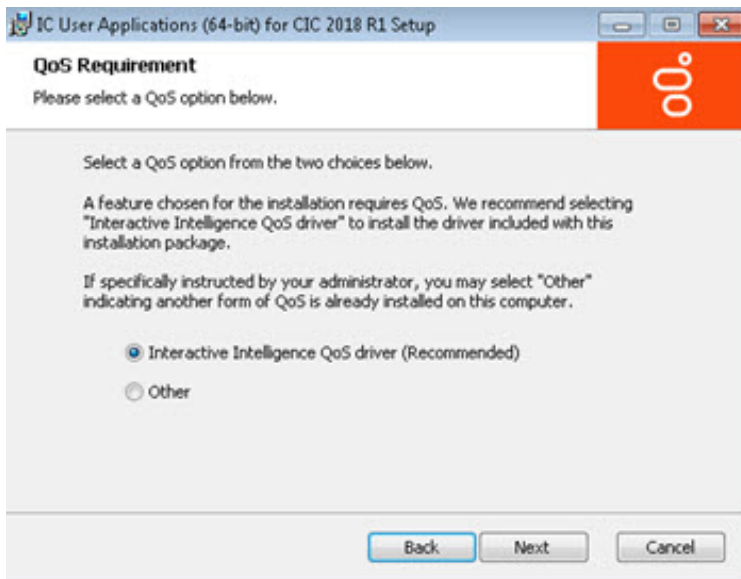 IC User Applications (64-bit) for CIC 2018 R1 Setup
QoS Requirement
Please select a QoS option below.
Select a QoS option from the two choices below.
A feature chosen for the installation requires QoS. We recommend selecting
"Interactive Intelligence QoS driver" to install the driver included with this
installation package.
If specifically instructed by your administrator, you may select "Other"
indicating another form of QoS is already installed on this computer.
Interactive Intelligence QoS driver (Recommended)
Other
Back Next Cancel